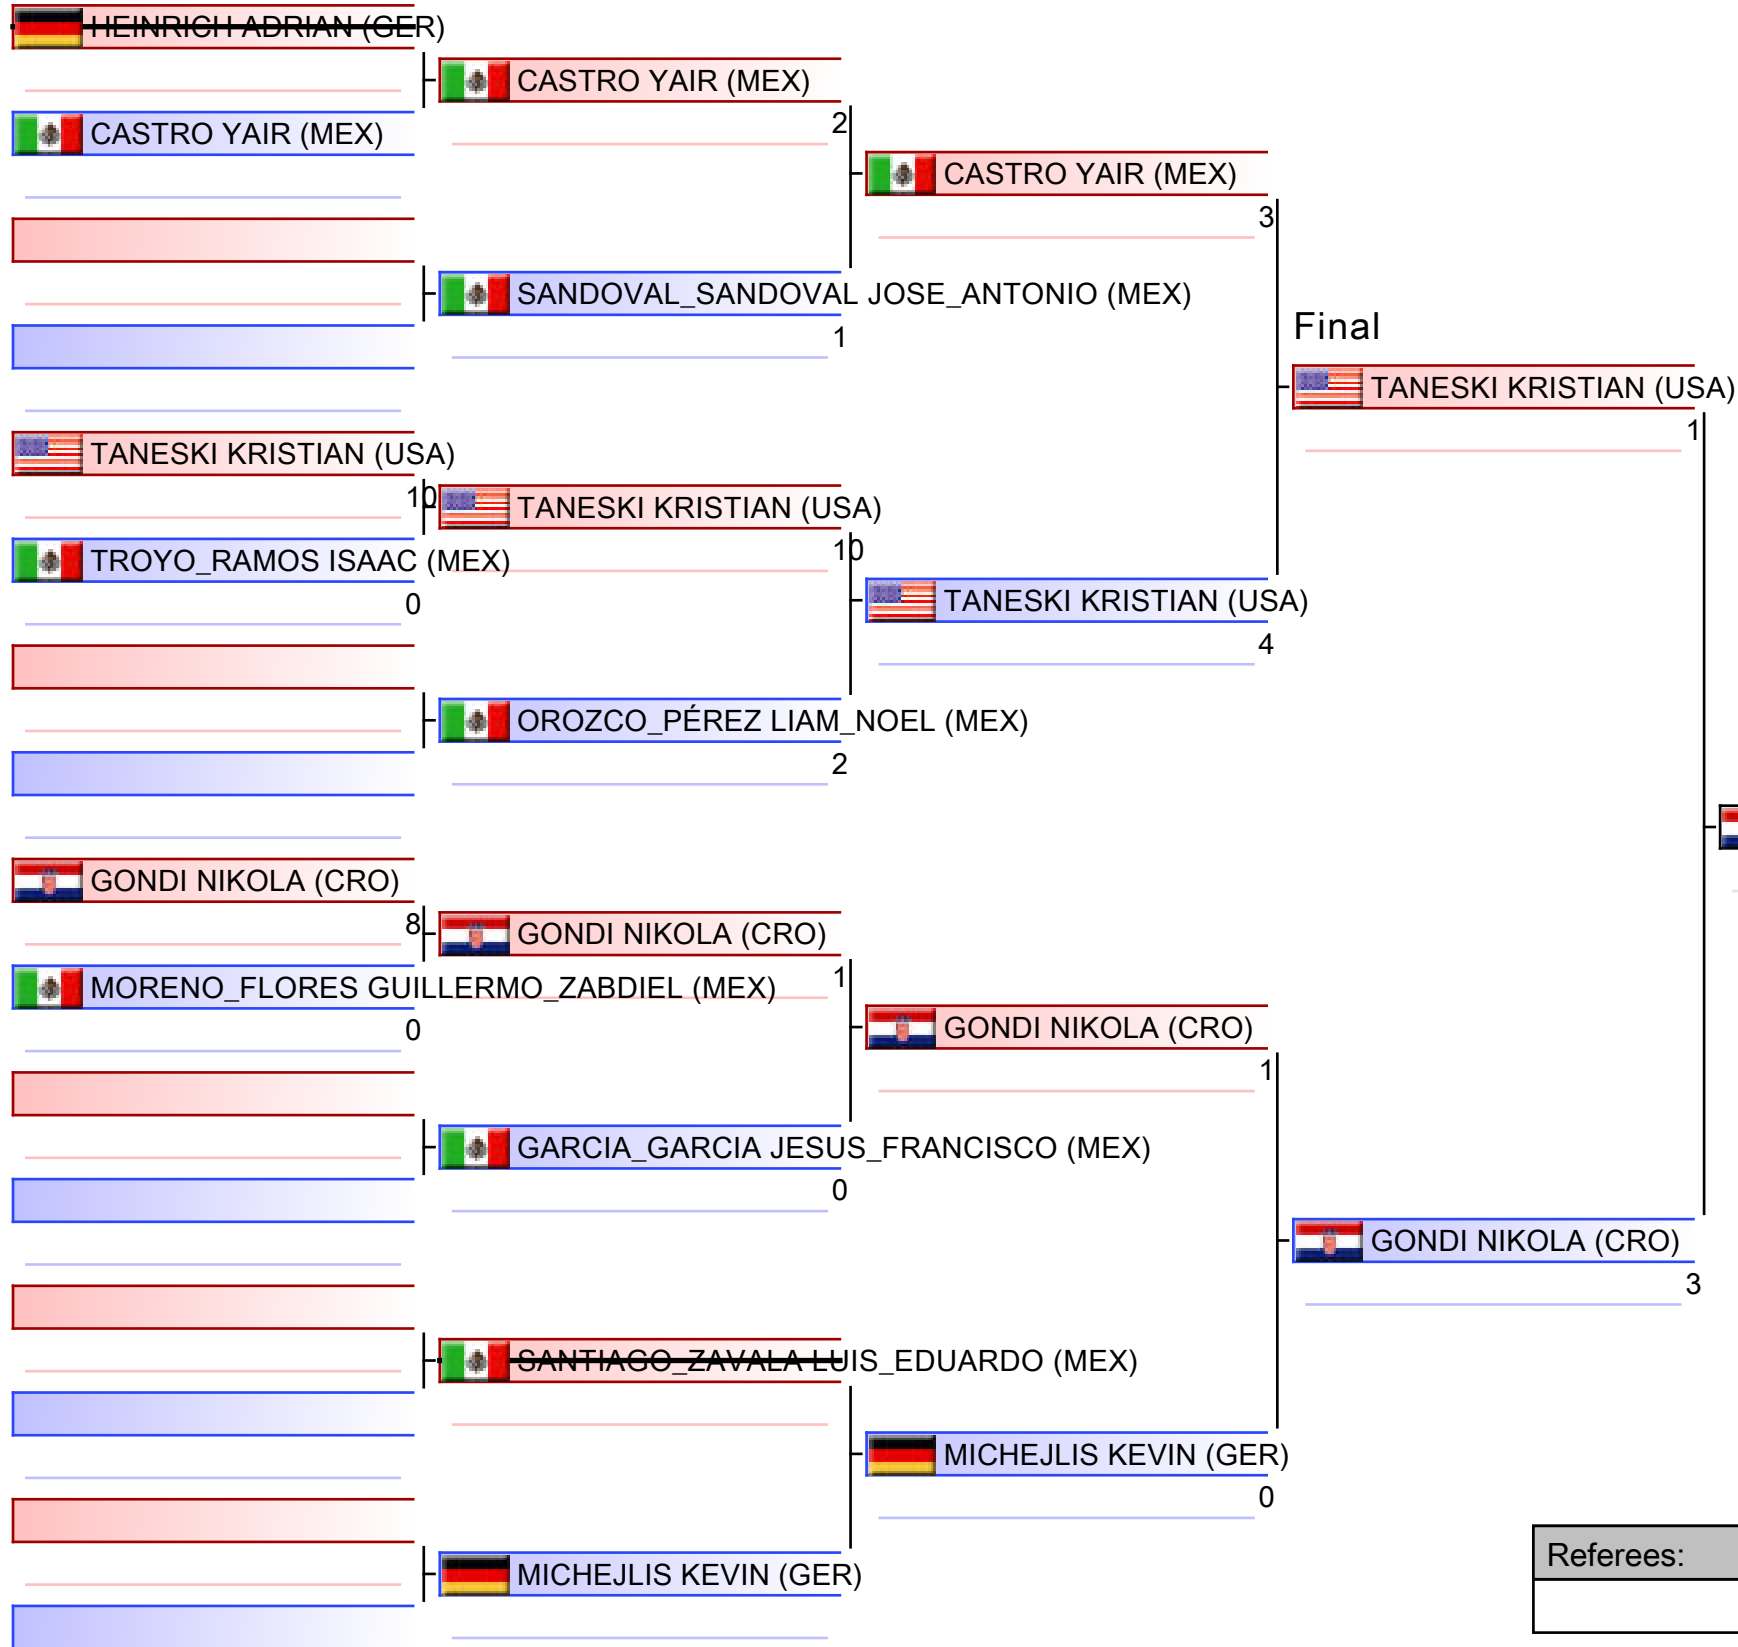 HEINRICH ADRIAN (GER)
CASTRO YAIR (MEX)
CASTRO YAIR (MEX)
2
CASTRO YAIR (MEX)
CASTRO YAIR (MEX)
3
SANDOVAL_SANDOVAL JOSE_ANTONIO (MEX)
1
Final
TANESKI KRISTIAN (USA)
1
TANESKI KRISTIAN (USA)
10
TANESKI KRISTIAN (USA)
10
TROYO_RAMOS ISAAC (MEX)
0
TANESKI KRISTIAN (USA)
4
OROZCO_PÉREZ LIAM_NOEL (MEX)
2
GONDI NIKOLA (CRO)
8
GONDI NIKOLA (CRO)
1
MORENO_FLORES GUILLERMO_ZABDIEL (MEX)
0
GONDI NIKOLA (CRO)
1
GARCIA_GARCIA JESUS_FRANCISCO (MEX)
0
GONDI NIKOLA (CRO)
3
SANTIAGO_ZAVALA LUIS_EDUARDO (MEX)
MICHEJLIS KEVIN (GER)
0
MICHEJLIS KEVIN (GER)
Referees: